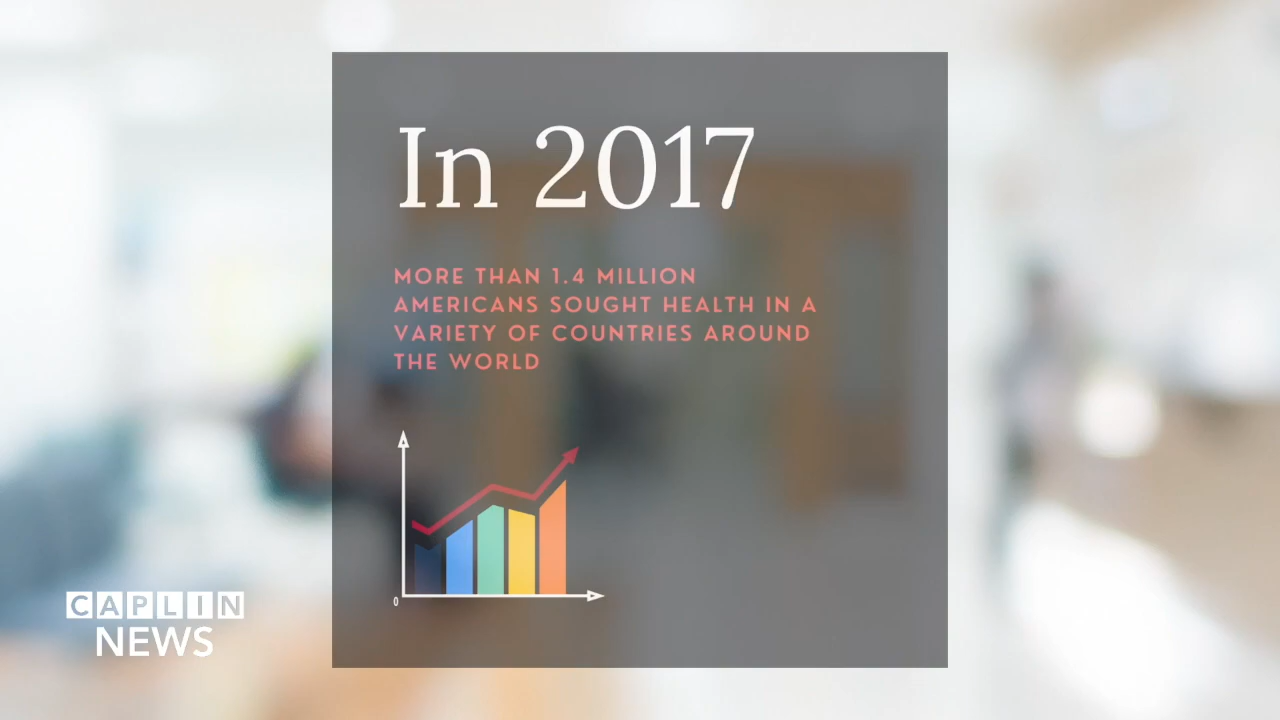 In 2017
MORE THAN 1.4 MILLION
AMERICANS SOUGHT HEALTH IN A
VARIETY OF COUNTRIES AROUND
THE WORLD
0
CAPLIN
NEWS